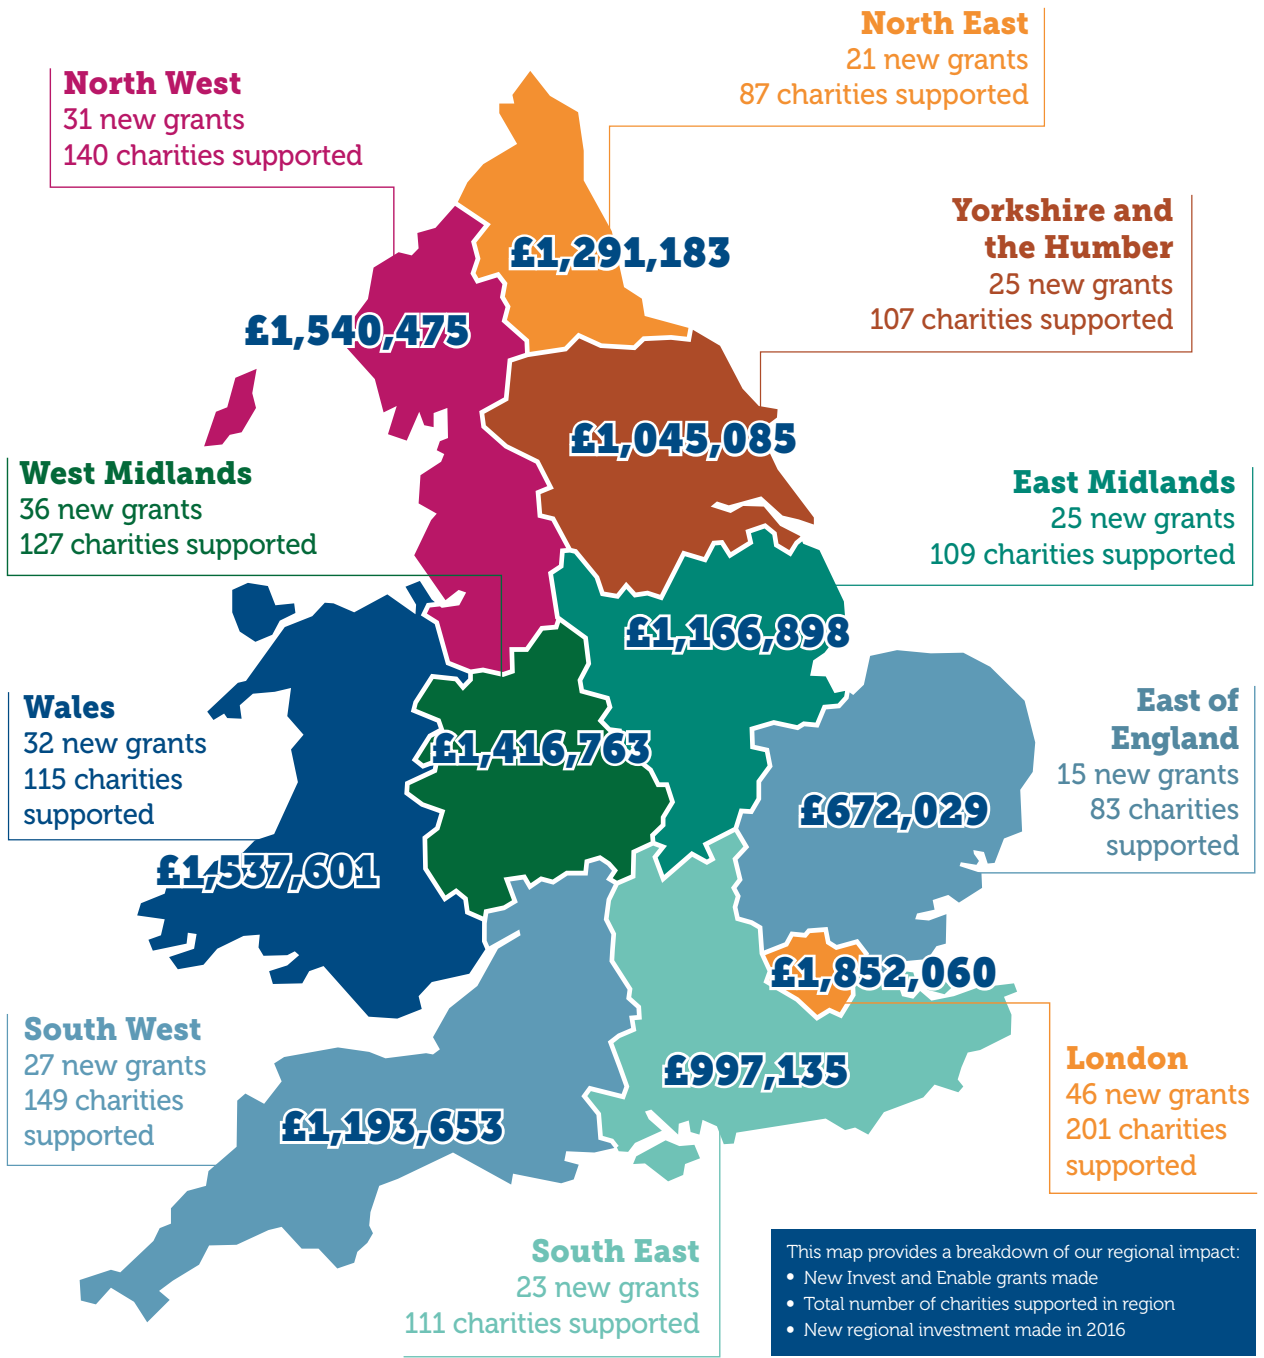 North East
21 new grants
87 charities supported
North West
31 new grants
140 charities supported
Yorkshire and
the Humber
25 new grants
107 charities supported
£1,291,183
£1,540,475
£1,045,085
West Midlands
36 new grants
127 charities supported
East Midlands
25 new grants
109 charities supported
£1,166,898
Wales
32 new grants
115 charities
supported
£1,416,763
East of
England
15 new grants
83 charities
supported
£672,029
£1,537,601
£1,852,060
South West
27 new grants
149 charities
supported
£997,135
London
46 new grants
201 charities
supported
£1,193,653
South East
23 new grants
111 charities supported
This map provides a breakdown of our regional impact:
• New Invest and Enable grants made
• Total number of charities supported in region
• New regional investment made in 2016